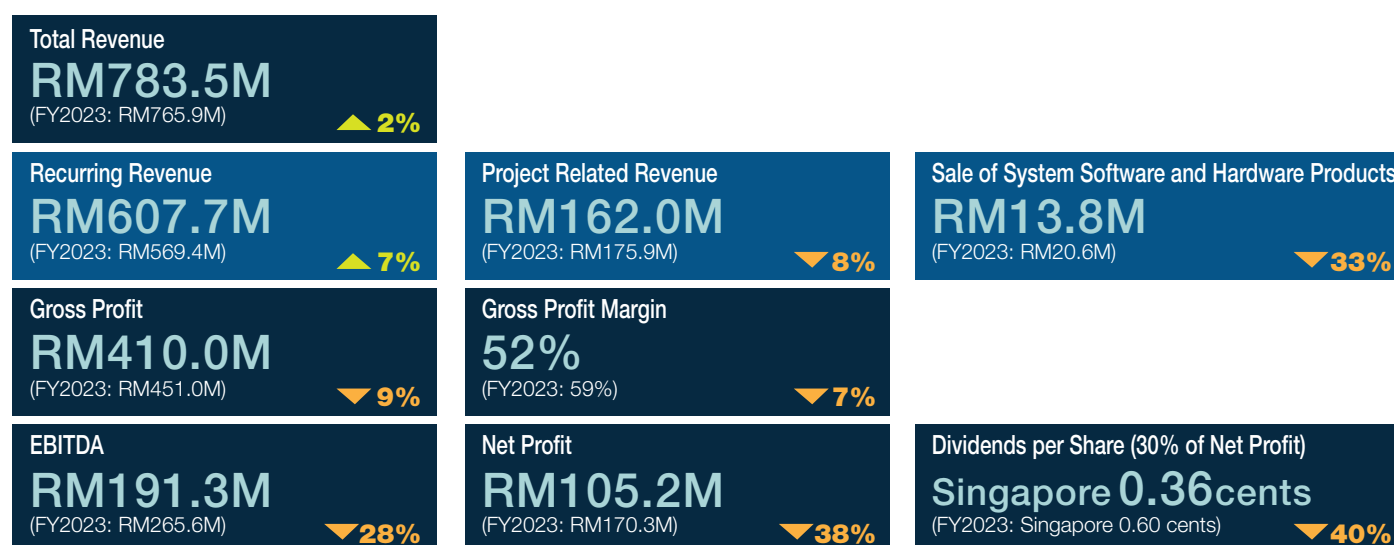 Total Revenue
RM783.5M
(FY2023: RM765.9M)
▲ 2%
Recurring Revenue
RM607.7M
(FY2023: RM569.4M)
▲ 7%
Project Related Revenue
RM162.0M
(FY2023: RM175.9M)
▼8%
Sale of System Software and Hardware Products
RM13.8M
(FY2023: RM20.6M)
▼33%
Gross Profit
RM410.0M
(FY2023: RM451.0M)
▼ 9%
Gross Profit Margin
52%
(FY2023: 59%)
▼7%
EBITDA
RM191.3M
(FY2023: RM265.6M)
▼28%
Net Profit
RM105.2M
(FY2023: RM170.3M)
▼38%
Dividends per Share (30% of Net Profit)
Singapore 0.36cents
(FY2023: Singapore 0.60 cents)
▼40%